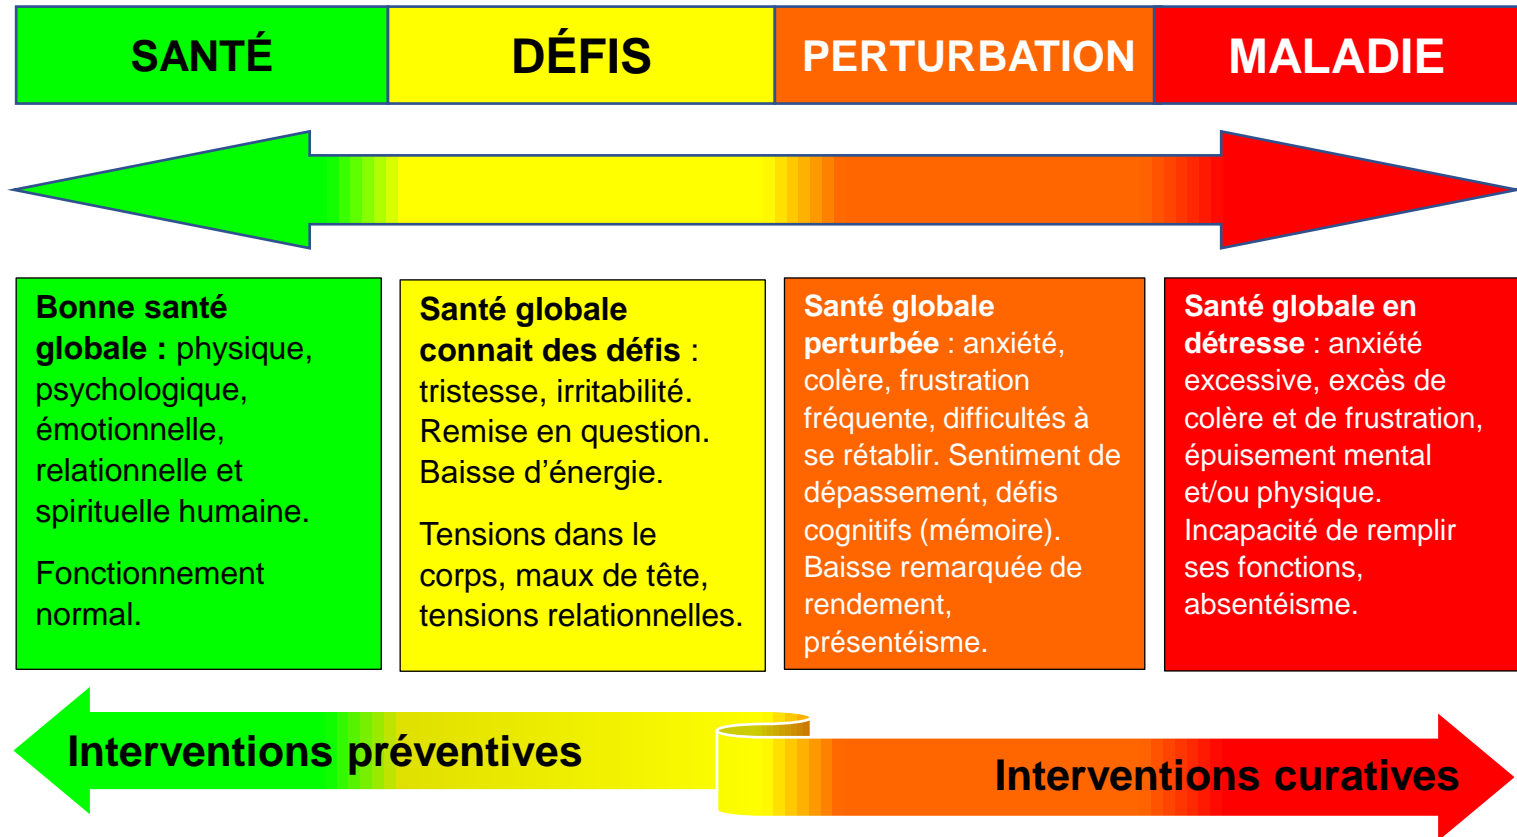 SANTÉ
DÉFIS
PERTURBATION
MALADIE
Bonne santé
globale : physique,
psychologique,
émotionnelle,
relationnelle et
spirituelle humaine.
Fonctionnement
normal.
Santé globale
connait des défis :
tristesse, irritabilité.
Remise en question.
Baisse d’énergie.
Tensions dans le
corps, maux de tête,
tensions relationnelles.
Santé globale
perturbée : anxiété,
colère, frustration
fréquente, difficultés à
se rétablir. Sentiment de
dépassement, défis
cognitifs (mémoire).
Baisse remarquée de
rendement,
présentéisme.
Santé globale en
détresse : anxiété
excessive, excès de
colère et de frustration,
épuisement mental
et/ou physique.
Incapacité de remplir
ses fonctions,
absentéisme.
Interventions préventives
Interventions curatives